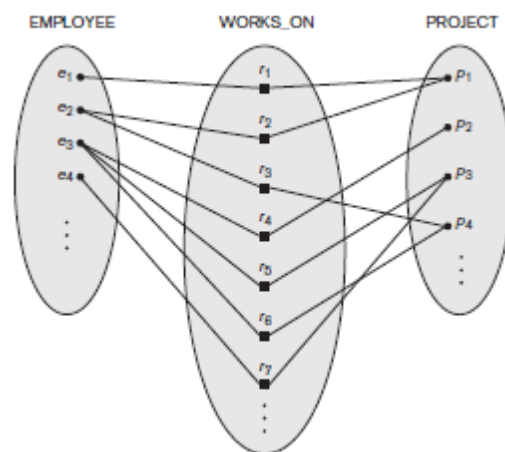 EMPLOYEE WORKS_ON PROJECT
e1
e2
e3
e4
r1
r2
r3
r4
r5
r6
r7
P1
P2
P3
P4